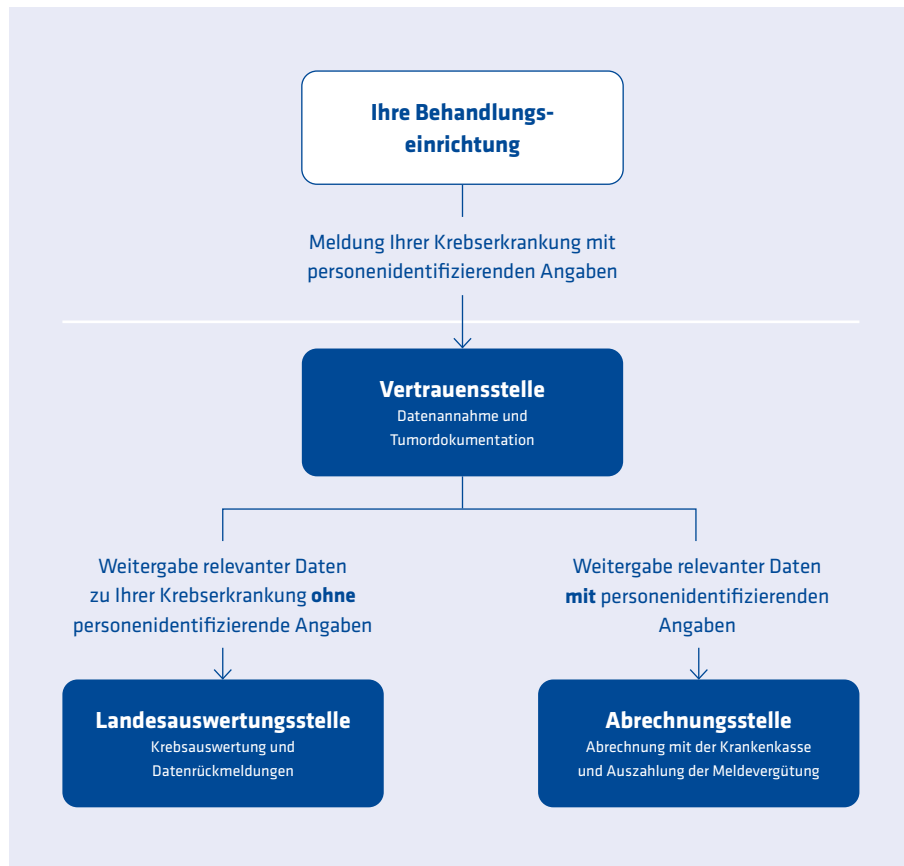 Ihre Behandlungs-
einrichtung
Meldung Ihrer Krebserkrankung mit
personenidentifizierenden Angaben
Vertrauensstelle
Datenannahme und
Tumordokumentation
Weitergabe relevanter Daten
zu Ihrer Krebserkrankung ohne
personenidentifizierende Angaben
Weitergabe relevanter Daten
mit personenidentifizierenden
Angaben
Landesauswertungsstelle
Krebsauswertung und
Datenrückmeldungen
Abrechnungsstelle
Abrechnung mit der Krankenkasse
und Auszahlung der Meldevergütung